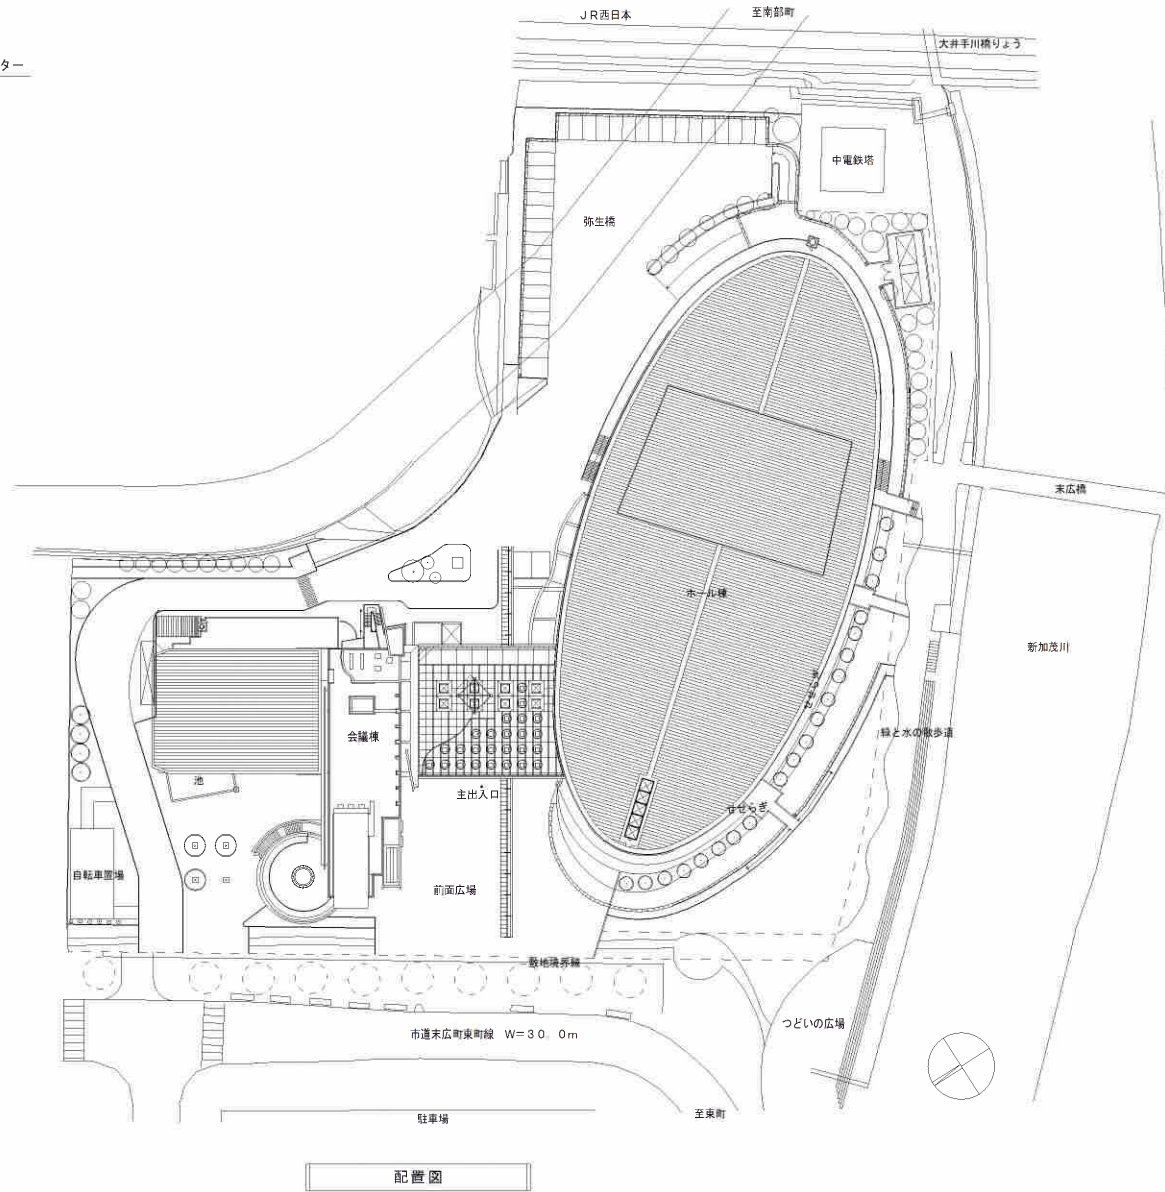 ター
ＪＲ西日本
至南部町
大井手川橋りょう
中電鉄塔
弥生橋
末広橋
ホール棟
新加茂川
緑と水の散歩道
会議棟
池
主出入口
せせらぎ
自転車置場
前面広場
敷地境界線
つどいの広場
市道末広町東町線　Ｗ＝３０．０ｍ
至東町
駐車場
配置図